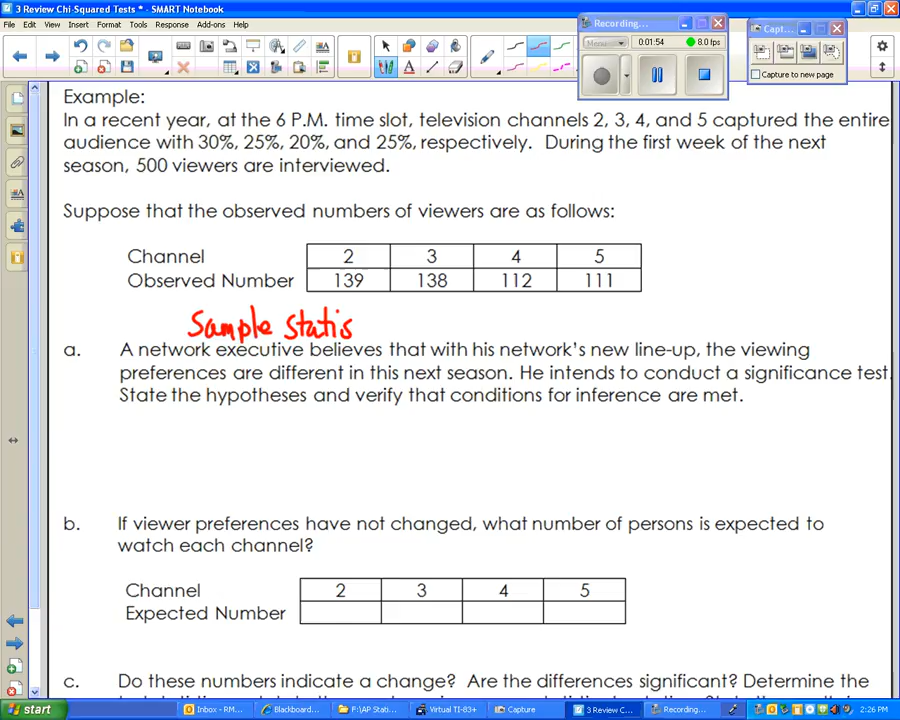 3 Review Chi-Squared Tests * - SMART Notebook
File Edit View Insert Format Tools Response Add-ons Help
Recording...
Menu 0:01:54 8.0 fps
Capt...
Capture to new page
Example:
In a recent year, at the 6 P.M. time slot, television channels 2, 3, 4, and 5 captured the entire
audience with 30%, 25%, 20%, and 25%, respectively. During the first week of the next
season, 500 viewers are interviewed.
Suppose that the observed numbers of viewers are as follows:
Channel 2 3 4 5
Observed Number 139 138 112 111
Sample Statis
a. A network executive believes that with his network's new line-up, the viewing
preferences are different in this next season. He intends to conduct a significance test.
State the hypotheses and verify that conditions for inference are met.
b. If viewer preferences have not changed, what number of persons is expected to
watch each channel?
Channel 2 3 4 5
Expected Number
c. Do these numbers indicate a change? Are the differences significant? Determine the
start Inbox - RM... Blackboard... F:\AP Stati... Virtual TI-83+ Capture 3 Review C... Recording... 2:26 PM